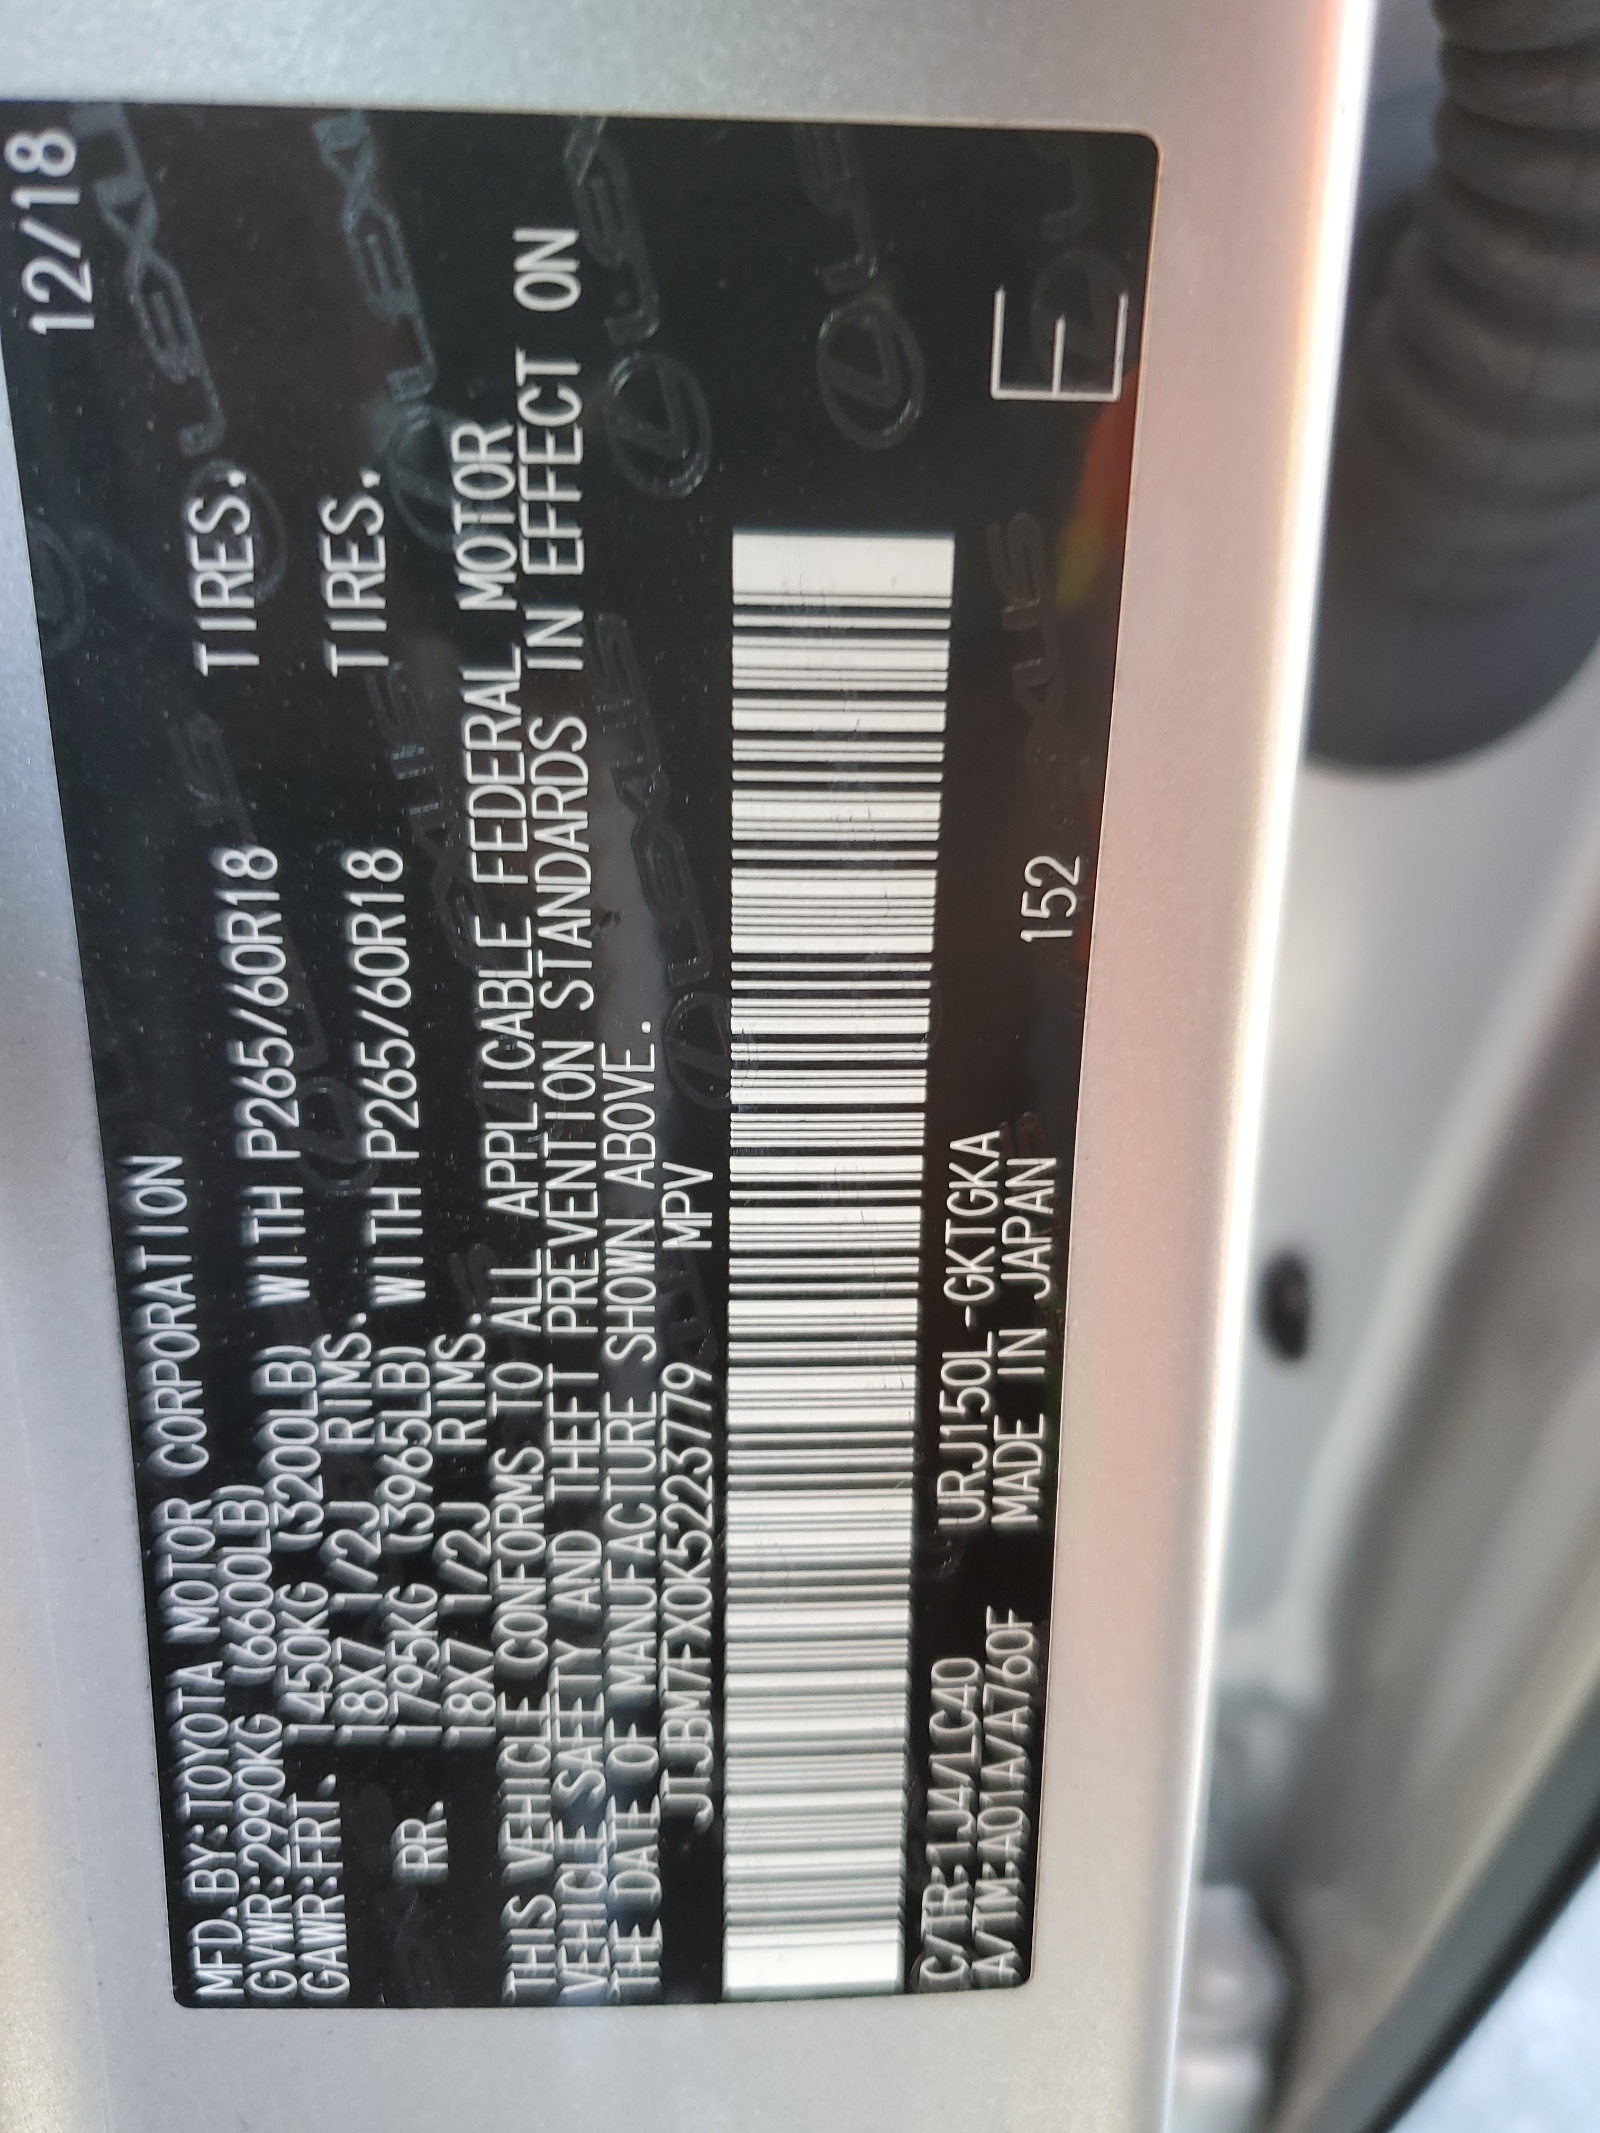 12/18
MFD.BY:TOYOTA MOTOR CORPORATION
GVWR:2990KG (6600LB)
GAWR:FRT. 1450KG (3200LB) WITH P265/60R18 TIRES,
18X7 1/2J RIMS.
RR. 1795KG (3965LB) WITH P265/60R18 TIRES,
18X7 1/2J RIMS.
THIS VEHICLE CONFORMS TO ALL APPLICABLE FEDERAL MOTOR
VEHICLE SAFETY AND THEFT PREVENTION STANDARDS IN EFFECT ON
THE DATE OF MANUFACTURE SHOWN ABOVE.
JTJBM7FX0K5223779 MPV
C/TR:1J4/LC40 URJ150L-GKTGKA
A/TM:A01A/A760F MADE IN JAPAN 152
E